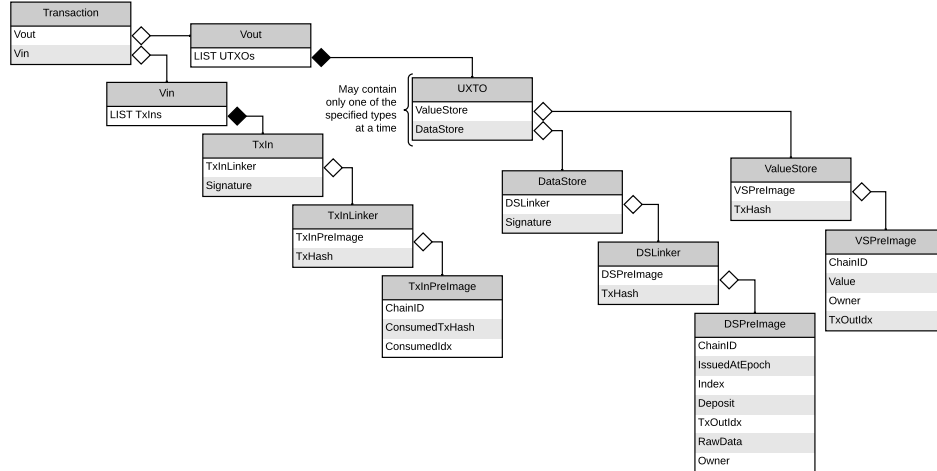 Transaction
Vout
Vin
Vout
LIST UTXOs
Vin
LIST TxIns
May contain
only one of the
specified types
at a time
UXTO
ValueStore
DataStore
TxIn
TxInLinker
Signature
DataStore
DSLinker
Signature
ValueStore
VSPreImage
TxHash
TxInLinker
TxInPreImage
TxHash
DSLinker
DSPreImage
TxHash
VSPreImage
ChainID
Value
Owner
TxOutIdx
TxInPreImage
ChainID
ConsumedTxHash
ConsumedIdx
DSPreImage
ChainID
IssuedAtEpoch
Index
Deposit
TxOutIdx
RawData
Owner